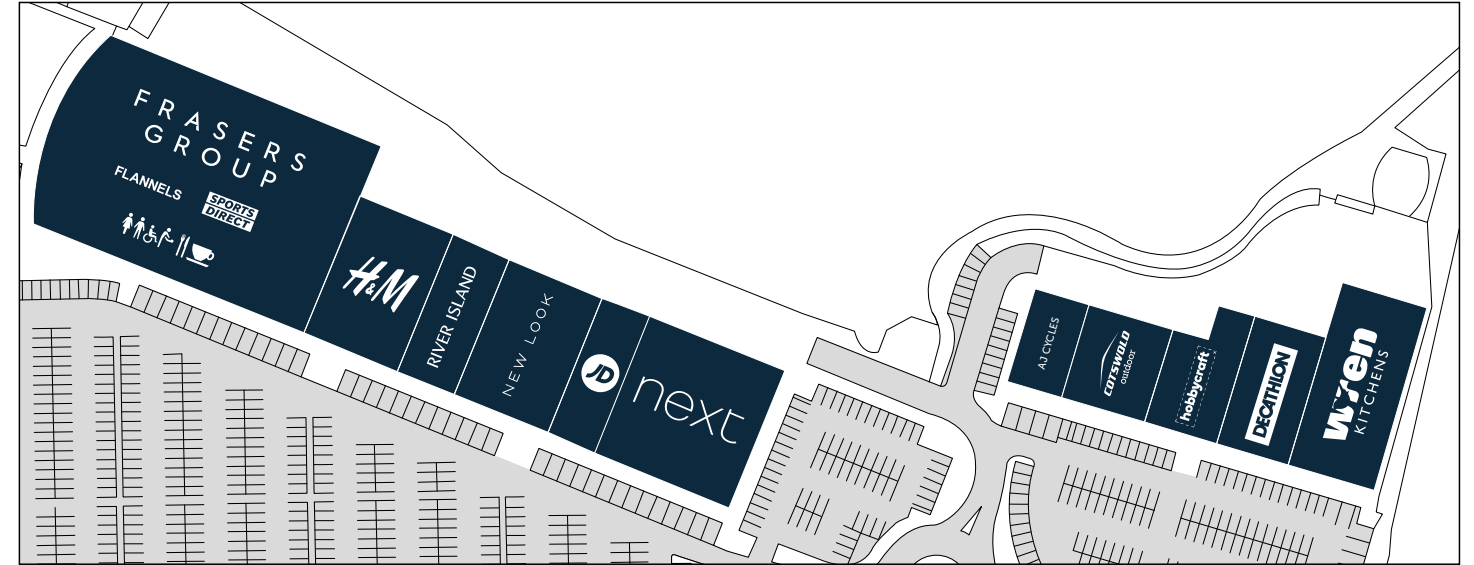 FRASERS
GROUP
FLANNELS
SPORTS
DIRECT
H&M
RIVER ISLAND
NEW LOOK
JD
next
AJ CYCLES
COTSWOLD
outdoor
hobbycraft
DECATHLON
wren
KITCHENS